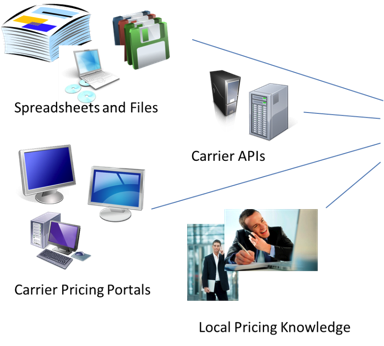 Spreadsheets and Files
Carrier APIs
Carrier Pricing Portals
Local Pricing Knowledge